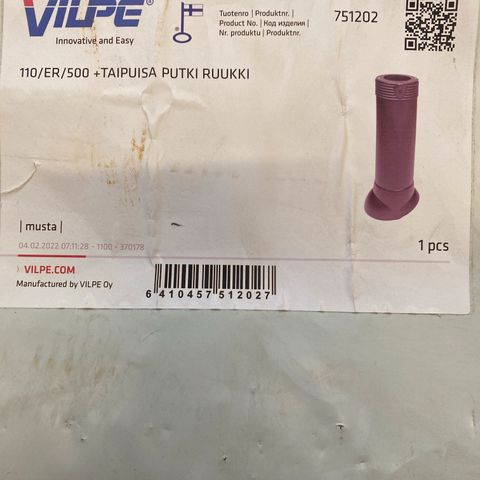 VILPE®
Innovative and Easy
Tuotenro | Produktnr. |
Product No. | Код изделия |
Nr. produktu | Produktnr.
751202
110/ER/500 +TAIPUISA PUTKI RUUKKI
| musta |
04.02.2022 07:11:28 - 1100 - 370178
1 pcs
› VILPE.COM
Manufactured by VILPE Oy
6 410457 512027